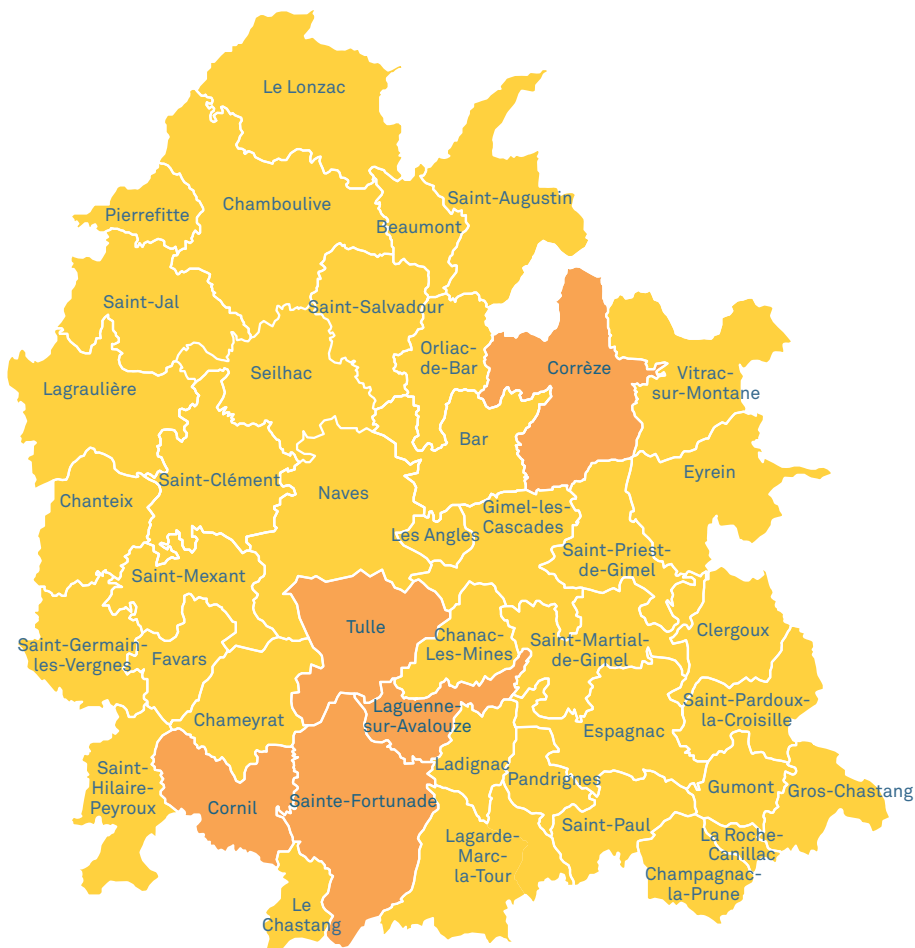 Le Lonzac
Saint-Augustin
Chamboulive
Pierrefitte
Beaumont
Saint-Jal
Saint-Salvadour
Orliac-
de-Bar
Corrèze
Seilhac
Vitrac-
sur-Montane
Lagraulière
Bar
Eyrein
Saint-Clément
Naves
Chanteix
Gimel-les-
Cascades
Les Angles
Saint-Priest-
de-Gimel
Saint-Mexant
Tulle
Clergoux
Chanac-
Les-Mines
Saint-Martial-
de-Gimel
Saint-Germain-
les-Vergnes
Favars
Saint-Pardoux-
la-Croisille
Laguenne-
sur-Avalouze
Chameyrat
Espagnac
Ladignac
Saint-
Hilaire-
Peyroux
Pandrignes
Gumont
Gros-Chastang
Cornil
Sainte-Fortunade
Saint-Paul
La Roche-
Canillac
Lagarde-
Marc-
la-Tour
Champagnac-
la-Prune
Le
Chastang